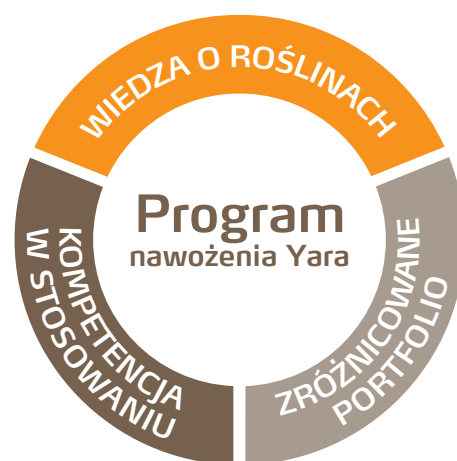 WIEDZA O ROŚLINACH
Program
nawożenia Yara
KOMPETENCJA
W STOSOWANIU
ZRÓŻNICOWANE
PORTFOLIO